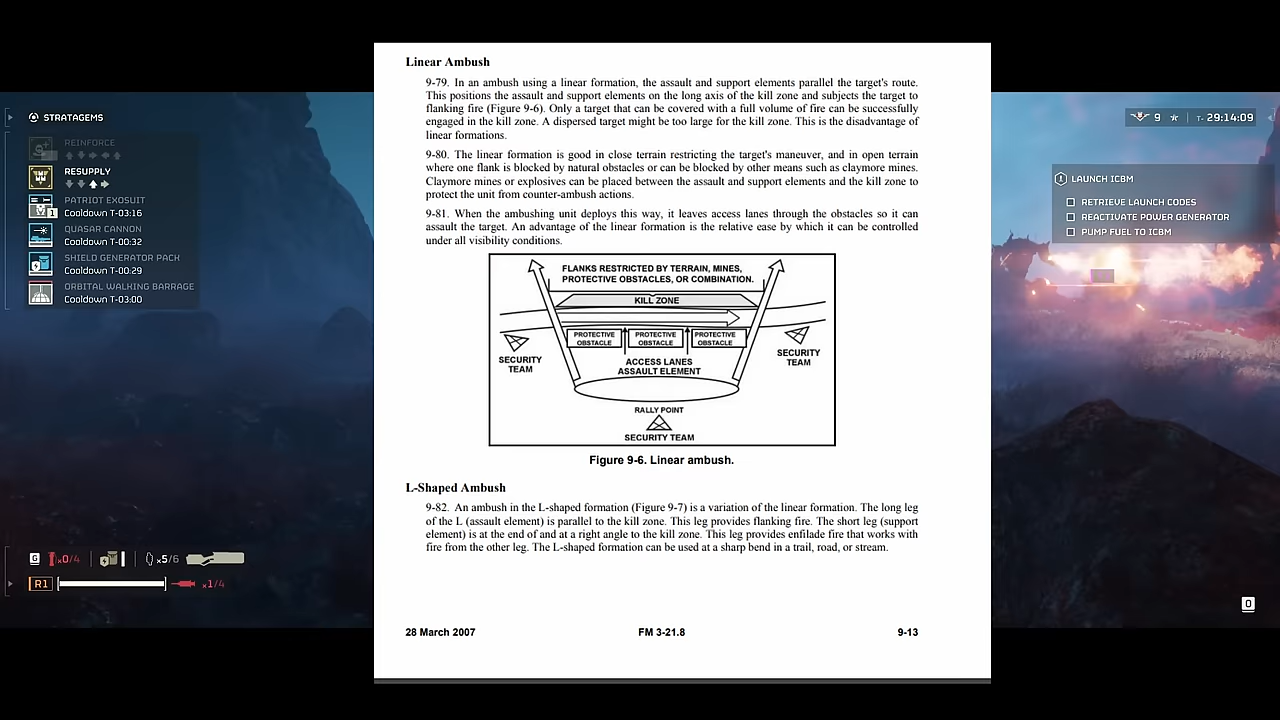 STRATAGEMS
REINFORCE
RESUPPLY
PATRIOT EXOSUIT
1
Cooldown T-03:16
QUASAR CANNON
Cooldown T-00:32
SHIELD GENERATOR PACK
Cooldown T-00:29
ORBITAL WALKING BARRAGE
Cooldown T-03:00
G x0/4 x5/6
R1 x1/4
Linear Ambush
9-79. In an ambush using a linear formation, the assault and support elements parallel the target's route.
This positions the assault and support elements on the long axis of the kill zone and subjects the target to
flanking fire (Figure 9-6). Only a target that can be covered with a full volume of fire can be successfully
engaged in the kill zone. A dispersed target might be too large for the kill zone. This is the disadvantage of
linear formations.
9-80. The linear formation is good in close terrain restricting the target's maneuver, and in open terrain
where one flank is blocked by natural obstacles or can be blocked by other means such as claymore mines.
Claymore mines or explosives can be placed between the assault and support elements and the kill zone to
protect the unit from counter-ambush actions.
9-81. When the ambushing unit deploys this way, it leaves access lanes through the obstacles so it can
assault the target. An advantage of the linear formation is the relative ease by which it can be controlled
under all visibility conditions.
FLANKS RESTRICTED BY TERRAIN, MINES,
PROTECTIVE OBSTACLES, OR COMBINATION.
KILL ZONE
PROTECTIVE OBSTACLE
PROTECTIVE OBSTACLE
PROTECTIVE OBSTACLE
SECURITY TEAM
SECURITY TEAM
ACCESS LANES
ASSAULT ELEMENT
RALLY POINT
SECURITY TEAM
Figure 9-6. Linear ambush.
L-Shaped Ambush
9-82. An ambush in the L-shaped formation (Figure 9-7) is a variation of the linear formation. The long leg
of the L (assault element) is parallel to the kill zone. This leg provides flanking fire. The short leg (support
element) is at the end of and at a right angle to the kill zone. This leg provides enfilade fire that works with
fire from the other leg. The L-shaped formation can be used at a sharp bend in a trail, road, or stream.
28 March 2007 FM 3-21.8 9-13
9 T- 29:14:09
LAUNCH ICBM
RETRIEVE LAUNCH CODES
REACTIVATE POWER GENERATOR
PUMP FUEL TO ICBM